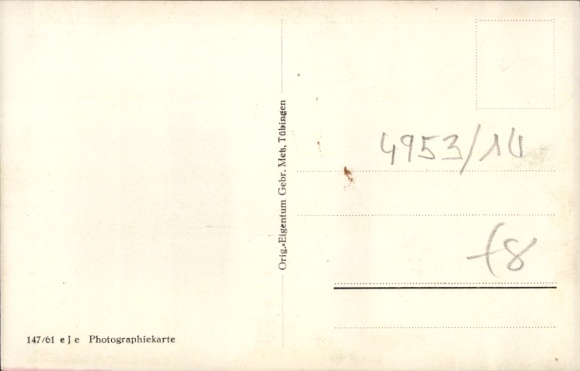 4953/14
Orig.-Eigentum Gebr. Metz, Tübingen
f8
147/61 e J e Photographiekarte